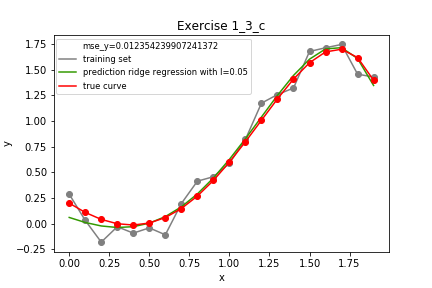 Exercise 1_3_c
mse_y=0.012354239907241372
training set
prediction ridge regression with l=0.05
true curve
y
1.75
1.50
1.25
1.00
0.75
0.50
0.25
0.00
−0.25
0.00 0.25 0.50 0.75 1.00 1.25 1.50 1.75
x